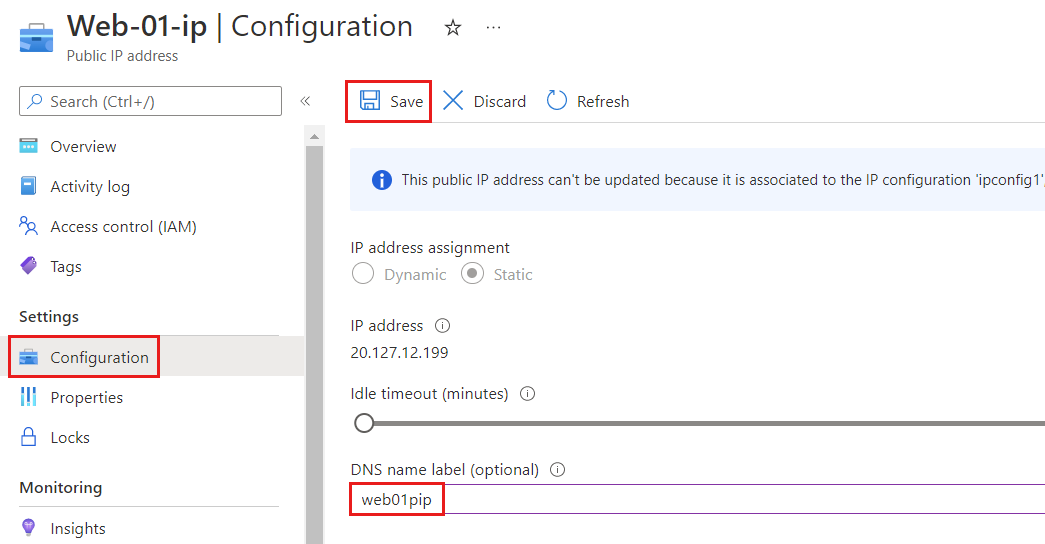 Web-01-ip | Configuration
Public IP address
Search (Ctrl+/)
Overview
Activity log
Access control (IAM)
Tags
Settings
Configuration
Properties
Locks
Monitoring
Insights
Save Discard Refresh
This public IP address can't be updated because it is associated to the IP configuration 'ipconfig1',
IP address assignment
Dynamic Static
IP address
20.127.12.199
Idle timeout (minutes)
DNS name label (optional)
web01pip